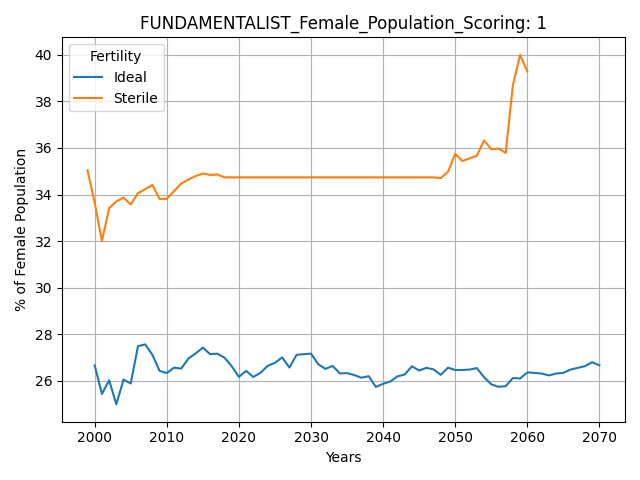 FUNDAMENTALIST_Female_Population_Scoring: 1
Fertility
Ideal
Sterile
% of Female Population
40
38
36
34
32
30
28
26
2000 2010 2020 2030 2040 2050 2060 2070
Years